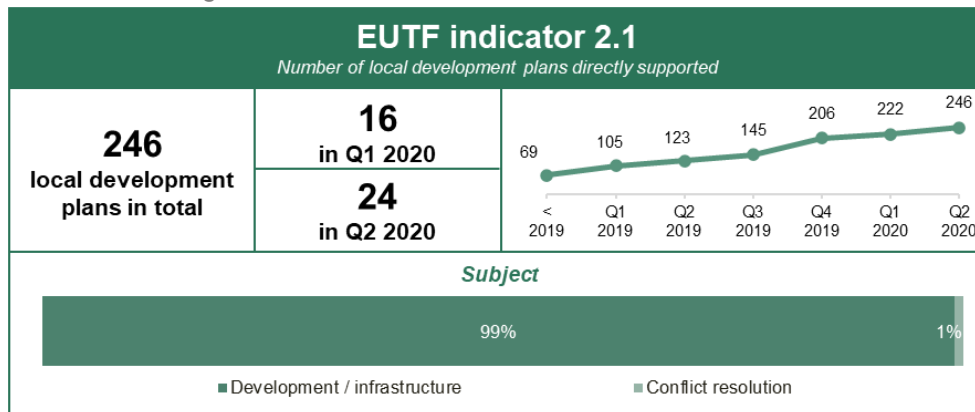 EUTF indicator 2.1
Number of local development plans directly supported
246
local development
plans in total
16
in Q1 2020
24
in Q2 2020
69
105
123
145
206
222
246
< 2019
Q1 2019
Q2 2019
Q3 2019
Q4 2019
Q1 2020
Q2 2020
Subject
99%
1%
Development / infrastructure
Conflict resolution